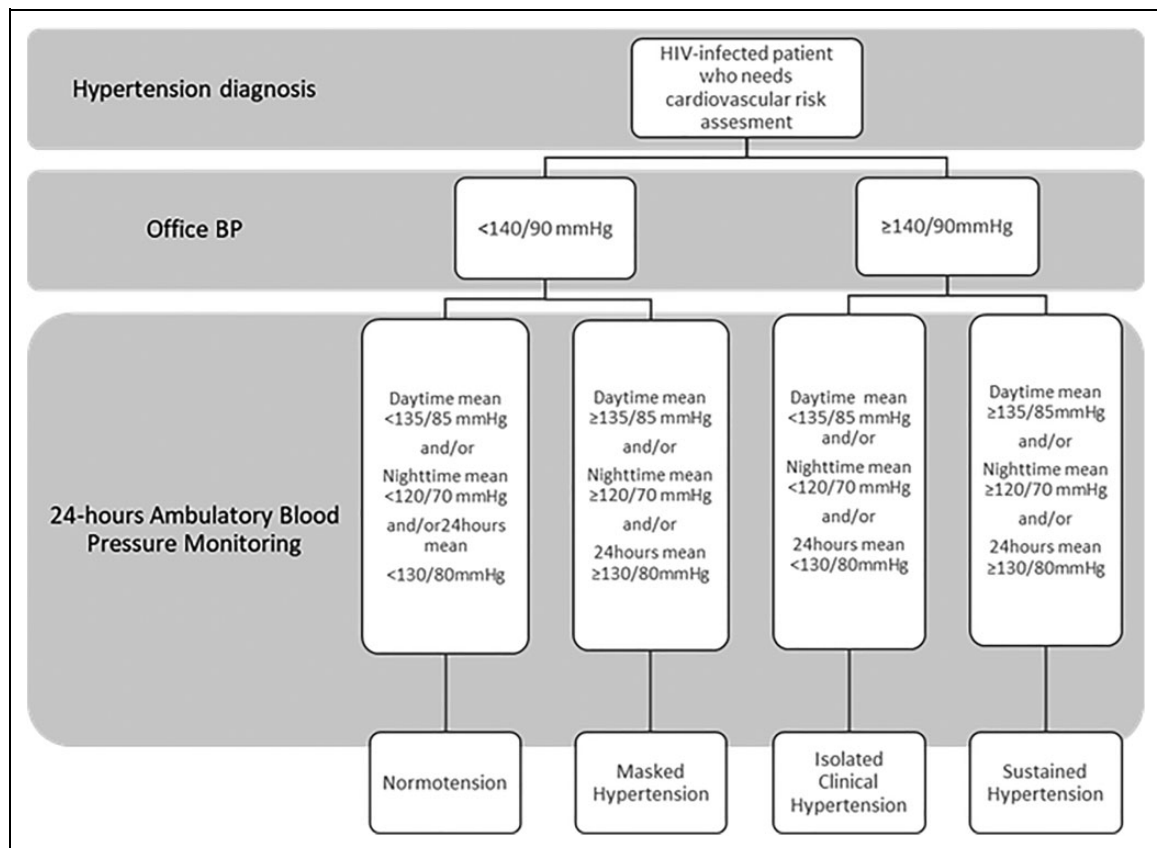 Hypertension diagnosis
HIV-infected patient
who needs
cardiovascular risk
assesment
Office BP
<140/90 mmHg
≥140/90mmHg
24-hours Ambulatory Blood
Pressure Monitoring
Daytime mean
<135/85 mmHg
and/or
Nighttime mean
<120/70 mmHg
and/or24hours
mean
<130/80mmHg
Daytime mean
≥135/85 mmHg
and/or
Nighttime mean
≥120/70 mmHg
and/or
24hours mean
≥130/80mmHg
Daytime mean
<135/85 mmHg
and/or
Nighttime mean
<120/70 mmHg
and/or
24hours mean
<130/80mmHg
Daytime mean
≥135/85mmHg
and/or
Nighttime mean
≥120/70 mmHg
and/or
24hours mean
≥130/80mmHg
Normotension
Masked
Hypertension
Isolated
Clinical
Hypertension
Sustained
Hypertension